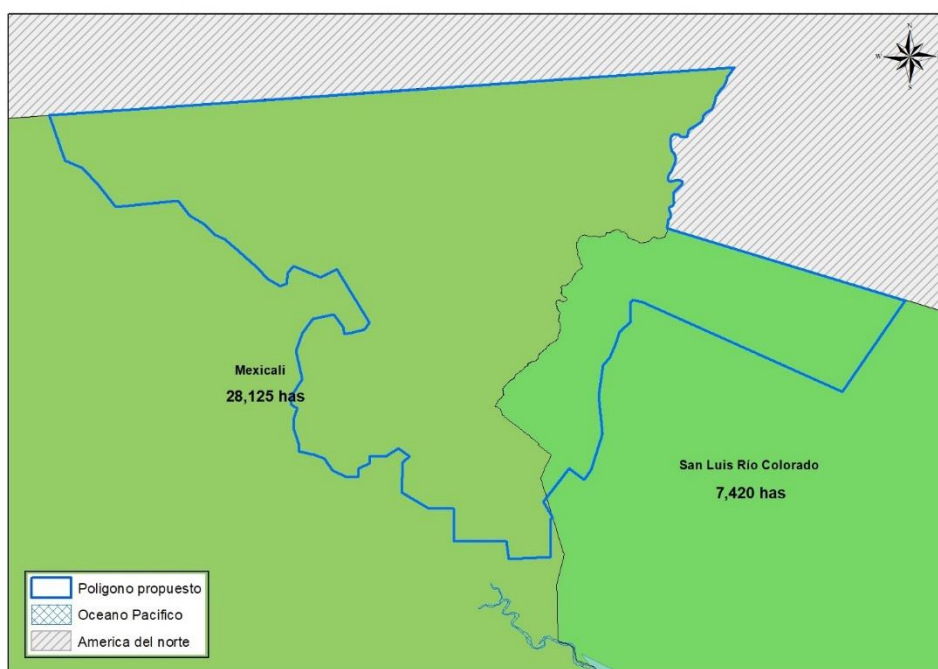 N
W
S
Mexicali
28,125 has
San Luis Río Colorado
7,420 has
Poligono propuesto
Oceano Pacifico
America del norte